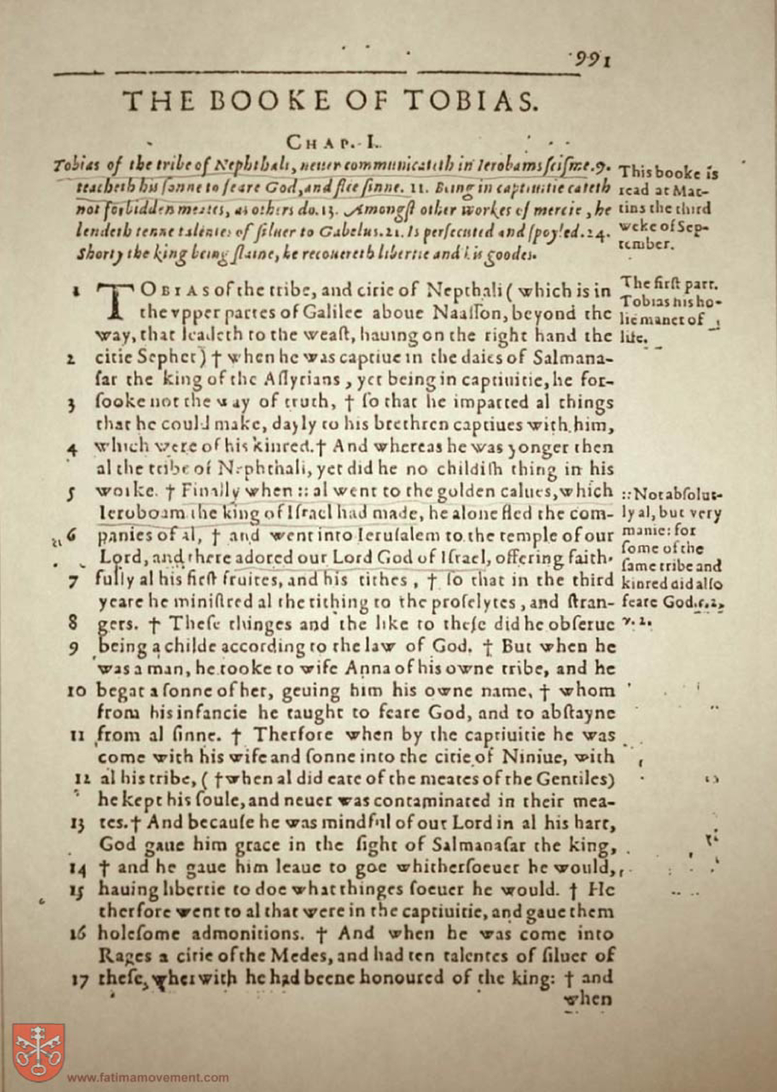 991
THE BOOKE OF TOBIAS.
CHAP. I.
Tobias of the tribe of Nephthali, neuer communicateth in Ierobams scisme. 9.
teacheth his sonne to feare God, and flee sinne. 11. Being in captiuitie eateth
not forbidden meates, as others do. 13. Amongst other workes of mercie, he
lendeth tenne talentes of siluer to Gabelus. 21. Is persecuted and spoyled. 24.
Shorty the king being slaine, he recouereth libertie and his goodes.
This booke is
read at Mat-
tins the third
weke of Sep-
tember.
1 TOBIAS of the tribe, and citie of Nepthali (which is in
the vpper partes of Galilee aboue Naasson, beyond the
way, that leadeth to the weast, hauing on the right hand the
2 citie Sephet) † when he was captiue in the daies of Salmana-
sar the king of the Assyrians, yet being in captiuitie, he for-
3 sooke not the way of truth, † so that he imparted al things
that he could make, dayly to his brethren captiues with him,
4 which were of his kinred. † And whereas he was yonger then
al the tribe of Nephthali, yet did he no childish thing in his
5 worke. † Finally when :: al went to the golden calues, which
Ieroboam the king of Israel had made, he alone fled the com-
6 panies of al, † and went into Ierusalem to the temple of our
Lord, and there adored our Lord God of Israel, offering faith-
7 fully al his first fruites, and his tithes, † so that in the third
yeare he ministred al the tithing to the proselytes, and stran-
8 gers. † These thinges and the like to these did he obserue
9 being a childe according to the law of God. † But when he
was a man, he tooke to wife Anna of his owne tribe, and he
10 begat a sonne of her, geuing him his owne name, † whom
from his infancie he taught to feare God, and to abstayne
11 from al sinne. † Therfore when by the captiuitie he was
come with his wife and sonne into the citie of Niniue, with
12 al his tribe, († when al did eate of the meates of the Gentiles)
he kept his soule, and neuer was contaminated in their mea-
13 tes. † And because he was mindful of our Lord in al his hart,
God gaue him grace in the sight of Salmanasar the king,
14 † and he gaue him leaue to goe whithersoeuer he would,
15 hauing libertie to doe what thinges soeuer he would. † He
therfore went to al that were in the captiuitie, and gaue them
16 holesome admonitions. † And when he was come into
Rages a citie of the Medes, and had ten talentes of siluer of
17 these, wherwith he had beene honoured of the king: † and
when
The first part.
Tobias his ho-
lie maner of
life.
:: Not absolut-
ly al, but very
manie: for
some of the
same tribe and
kinred did also
feare God. c. 2,
v. 2.
www.fatimamovement.com